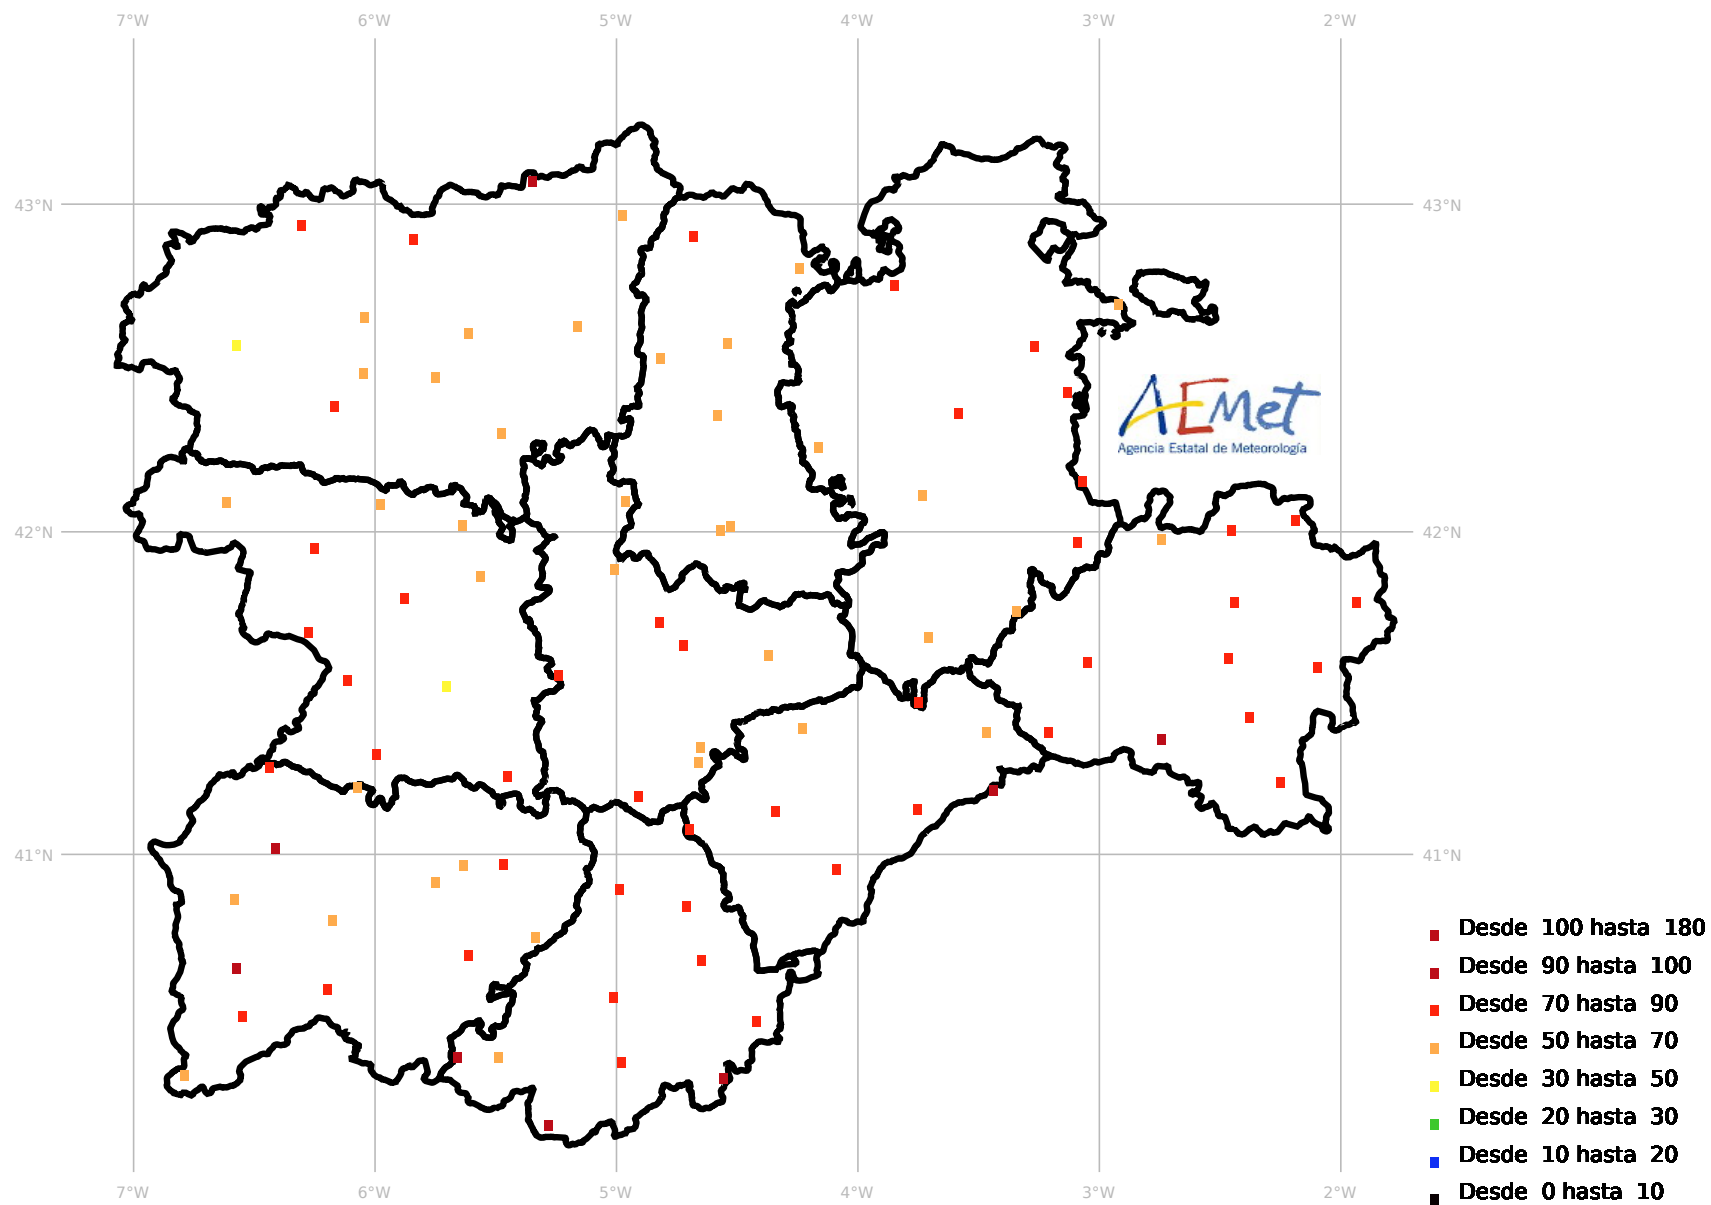 7°W 6°W 5°W 4°W 3°W 2°W
43°N 43°N
AEMet
Agencia Estatal de Meteorología
42°N 42°N
41°N 41°N
Desde 100 hasta 180
Desde 90 hasta 100
Desde 70 hasta 90
Desde 50 hasta 70
Desde 30 hasta 50
Desde 20 hasta 30
Desde 10 hasta 20
Desde 0 hasta 10
7°W 6°W 5°W 4°W 3°W 2°W